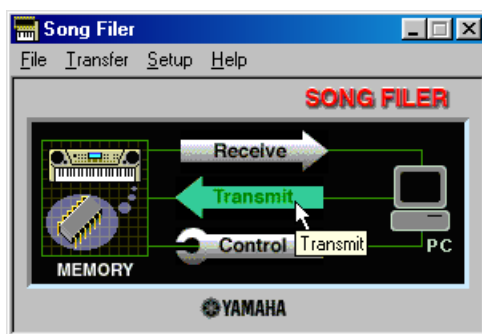 Song Filer
File Transfer Setup Help
SONG FILER
Receive
Transmit
Control Transmit
MEMORY
PC
YAMAHA